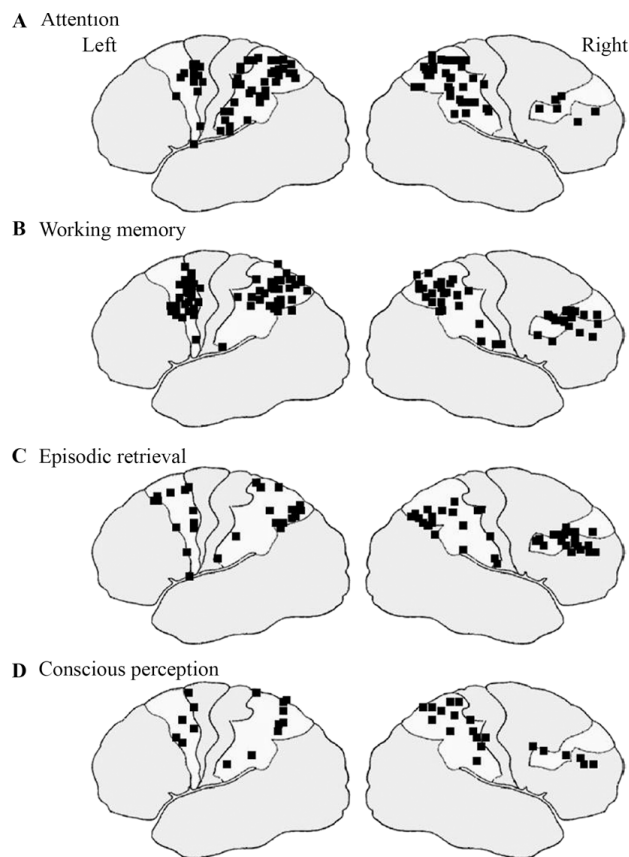 A Attention
Left Right
B Working memory
C Episodic retrieval
D Conscious perception